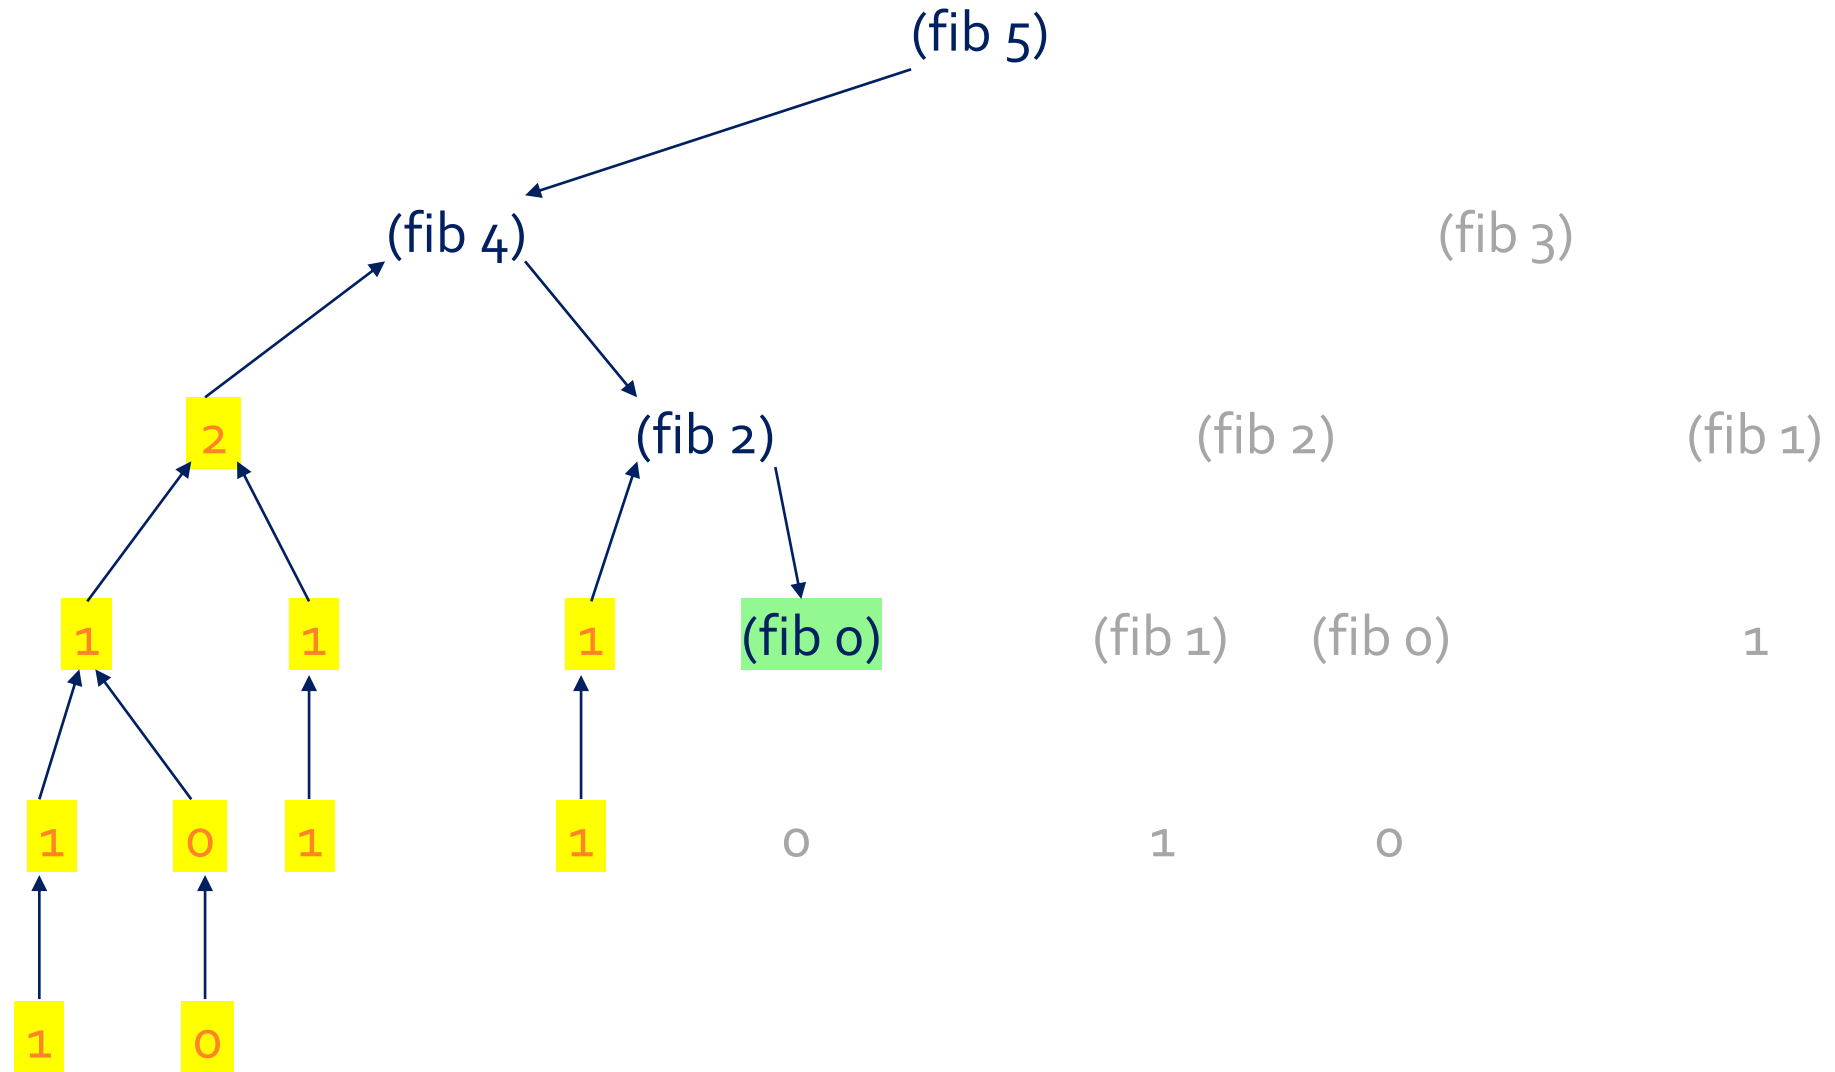 (fib 5)
(fib 4) (fib 3)
2 (fib 2) (fib 2) (fib 1)
1 1 1 (fib 0) (fib 1) (fib 0) 1
1 0 1 1 0 1 0
1 0